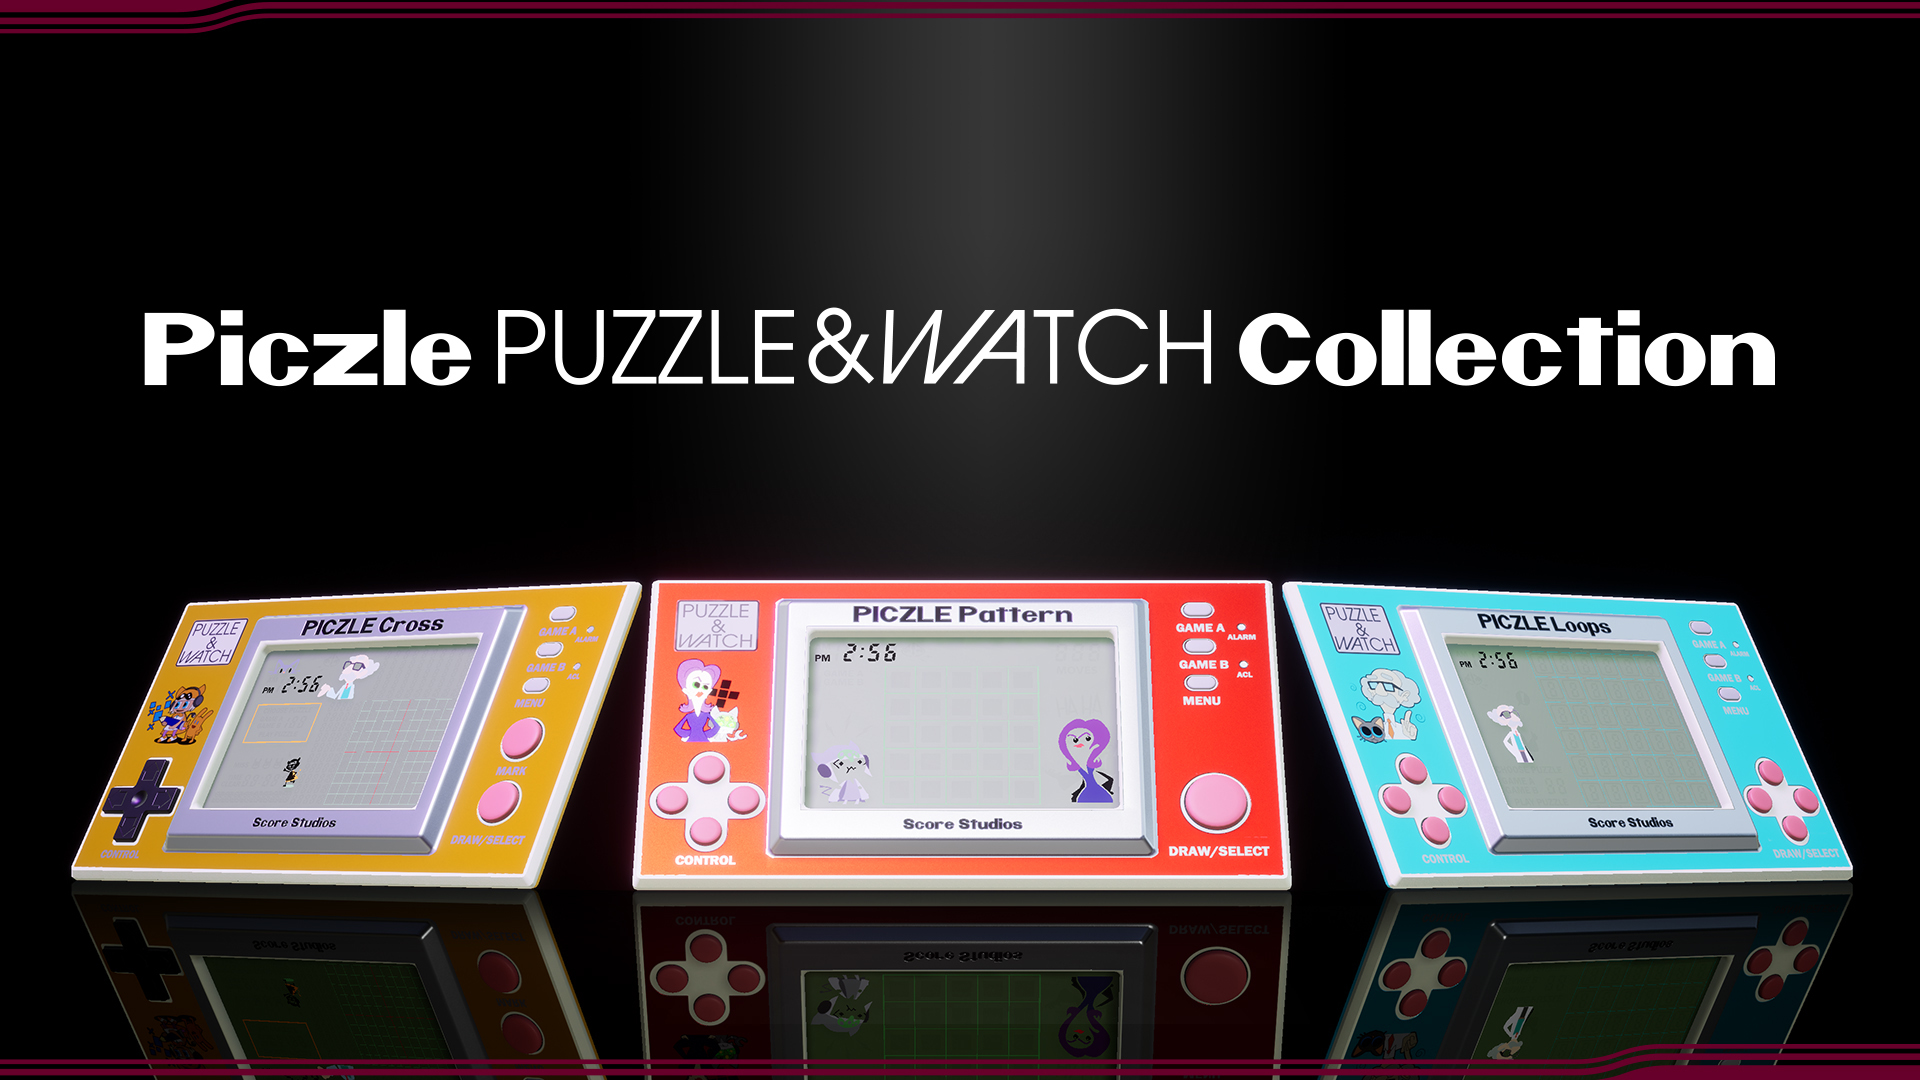 Piczle PUZZLE & WATCH Collection
PUZZLE
&
WATCH
PICZLE Cross
PM 2:56
Score Studios
CONTROL
GAME A
ALARM
GAME B
ACL
MENU
MARK
DRAW/SELECT
PUZZLE
&
WATCH
PICZLE Pattern
PM 2:56
Score Studios
CONTROL
GAME A
ALARM
GAME B
ACL
MENU
DRAW/SELECT
PUZZLE
&
WATCH
PICZLE Loops
PM 2:56
Score Studios
CONTROL
GAME A
ALARM
GAME B
ACL
MENU
DRAW/SELECT